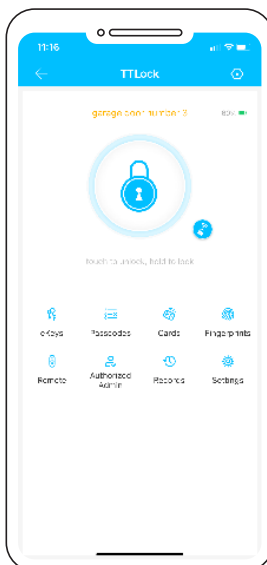 11:16
TTLock
garage door number 3
80%
touch to unlock, hold to lock
eKeys Passcodes Cards Fingerprints
Remote Authorized Admin Records Settings